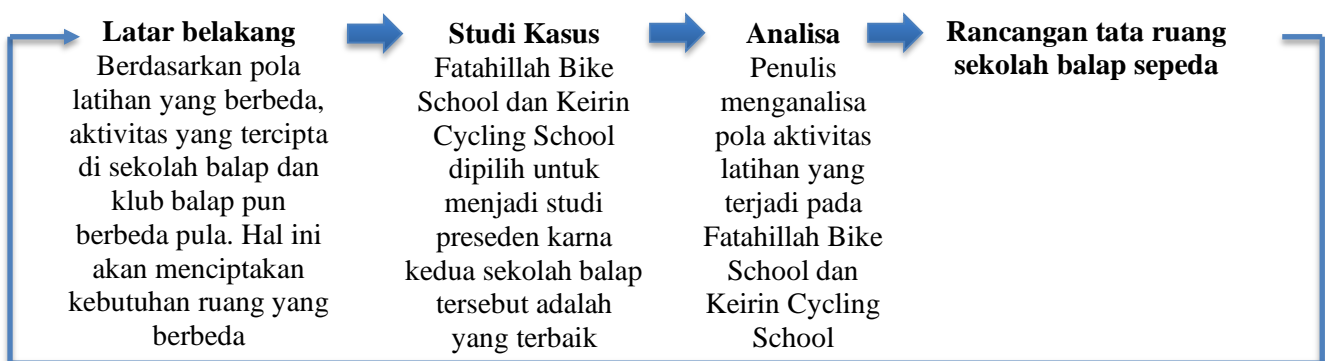 Latar belakang
Berdasarkan pola
latihan yang berbeda,
aktivitas yang tercipta
di sekolah balap dan
klub balap pun
berbeda pula. Hal ini
akan menciptakan
kebutuhan ruang yang
berbeda
Studi Kasus
Fatahillah Bike
School dan Keirin
Cycling School
dipilih untuk
menjadi studi
preseden karna
kedua sekolah balap
tersebut adalah
yang terbaik
Analisa
Penulis
menganalisa
pola aktivitas
latihan yang
terjadi pada
Fatahillah Bike
School dan
Keirin Cycling
School
Rancangan tata ruang
sekolah balap sepeda